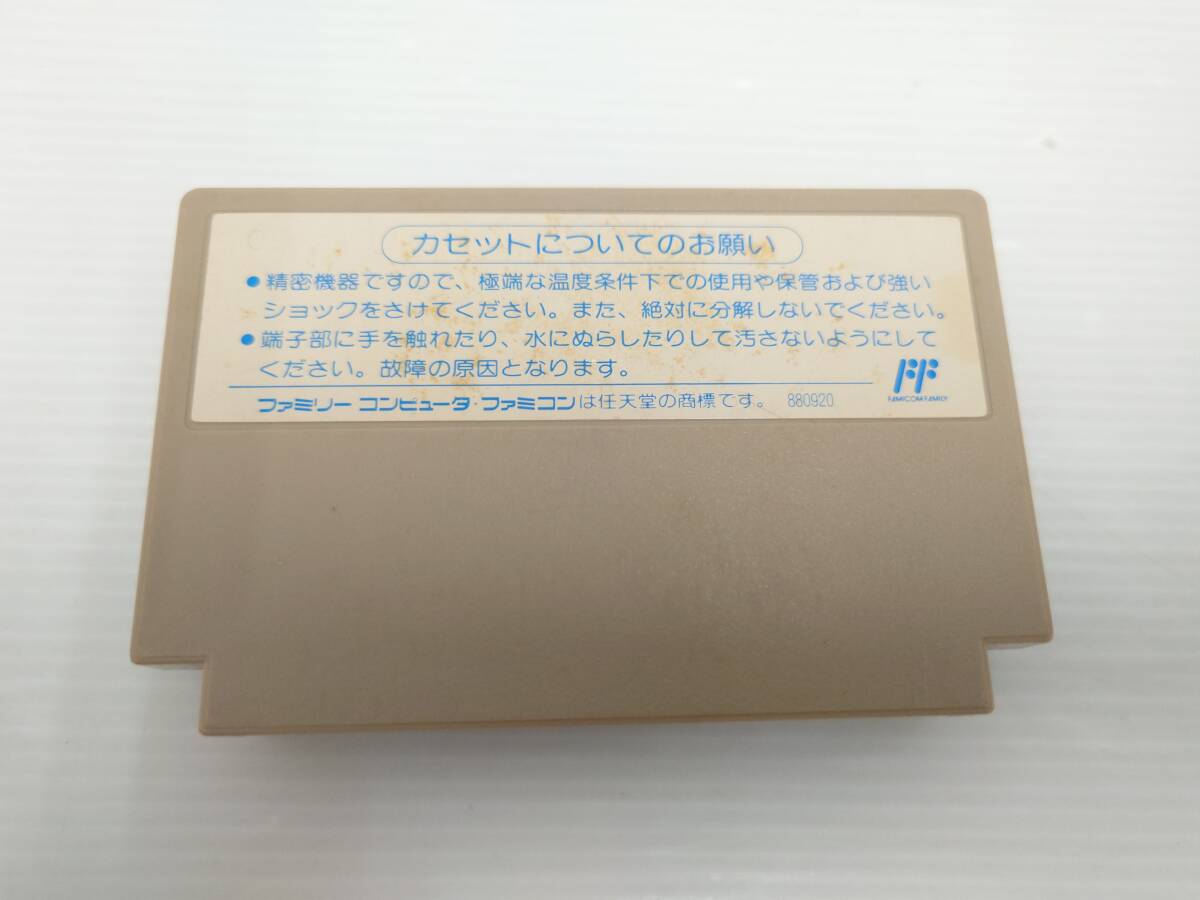 カセットについてのお願い
●精密機器ですので、極端な温度条件下での使用や保管および強い
ショックをさけてください。また、絶対に分解しないでください。
●端子部に手を触れたり、水にぬらしたりして汚さないようにして
ください。故障の原因となります。
FAMICOM FAMILY
ファミリー コンピュータ・ファミコンは任天堂の商標です。 880920